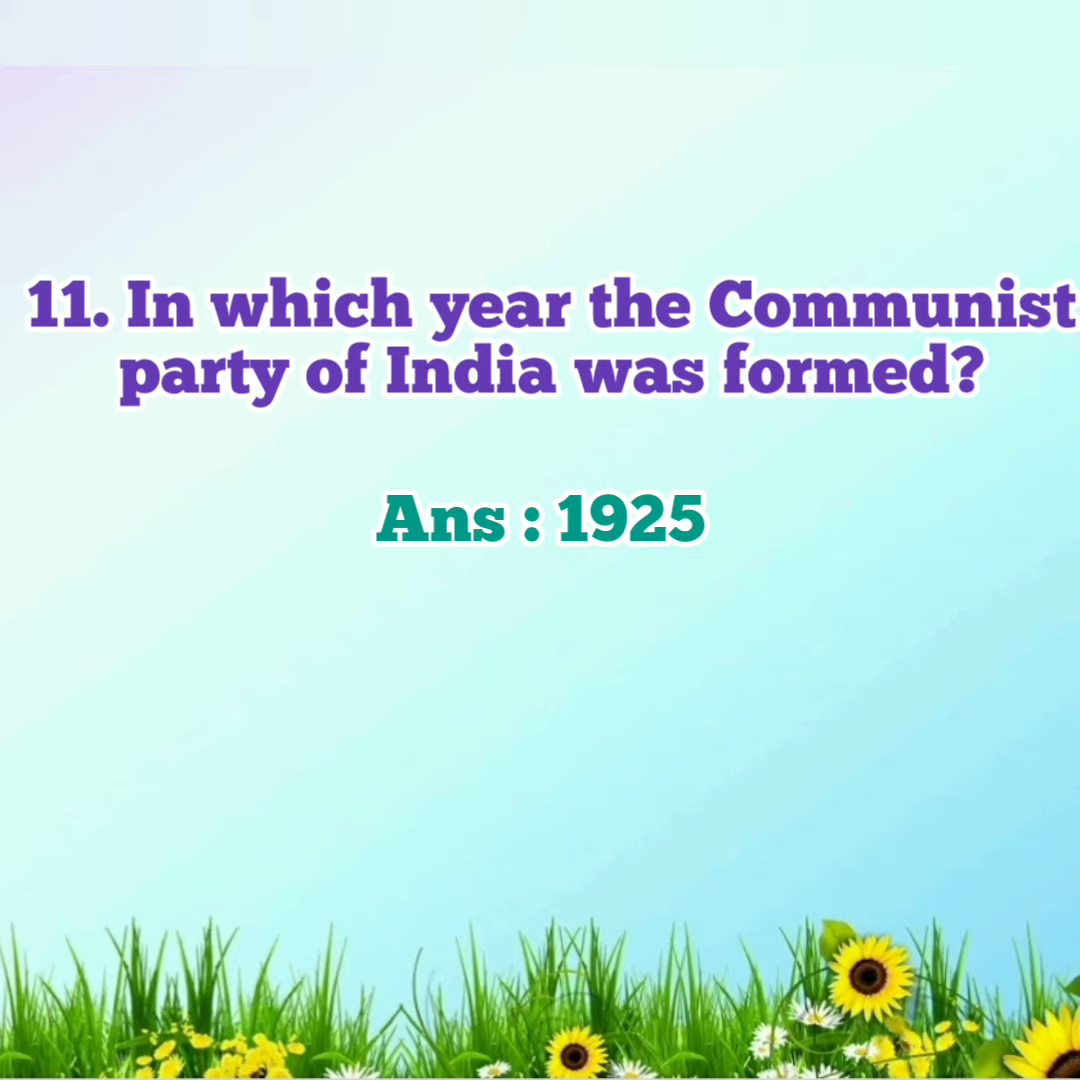 11. In which year the Communist
party of India was formed?
Ans : 1925